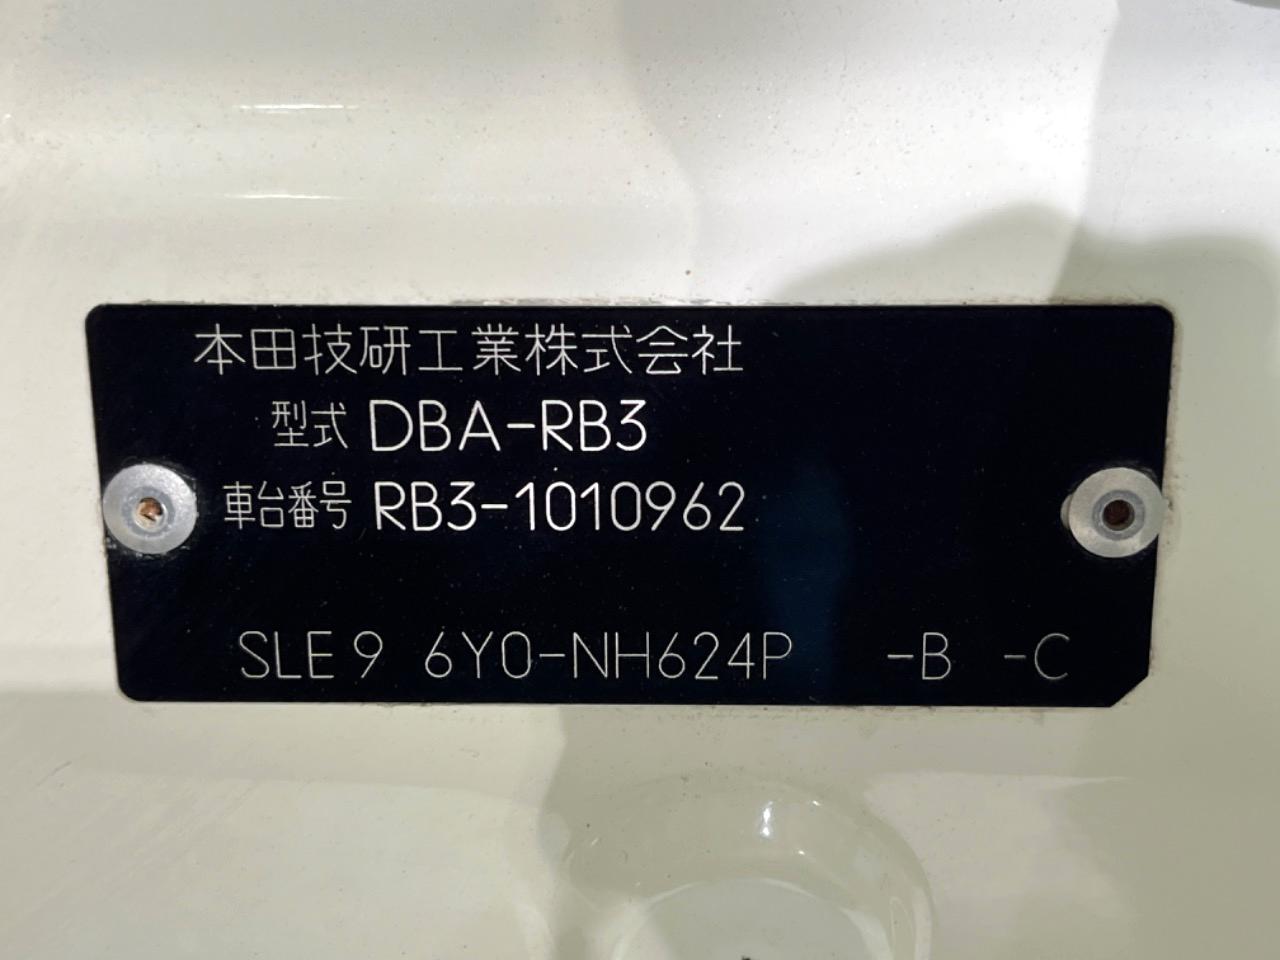 本田技研工業株式会社
型式 DBA-RB3
車台番号 RB3-1010962
SLE9 6Y0-NH624P -B -C